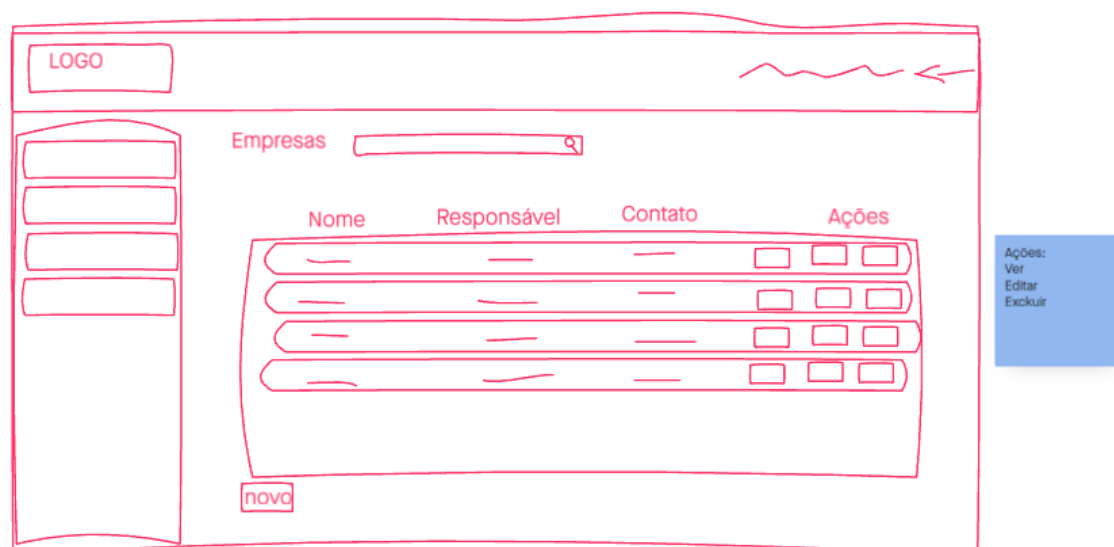 LOGO
Empresas
Nome Responsável Contato Ações
Ações:
Ver
Editar
Exckuir
novo